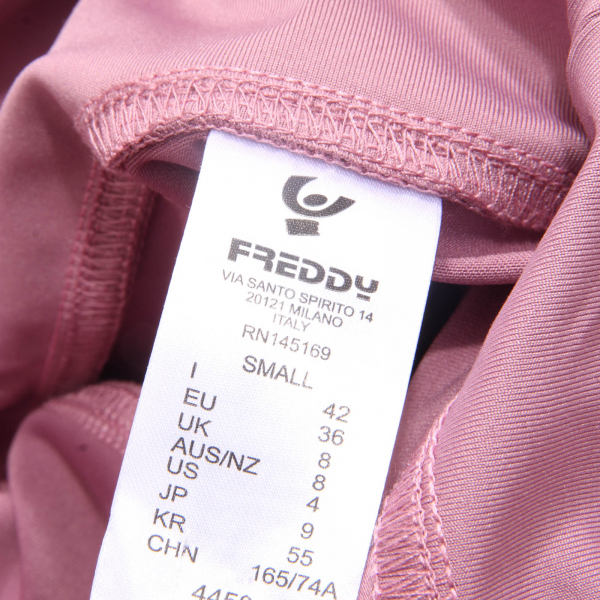 FREDDY
VIA SANTO SPIRITO 14
20121 MILANO
ITALY
RN145169
SMALL
I 42
EU 36
UK 8
AUS/NZ 8
US 4
JP 9
KR 55
CHN 165/74A